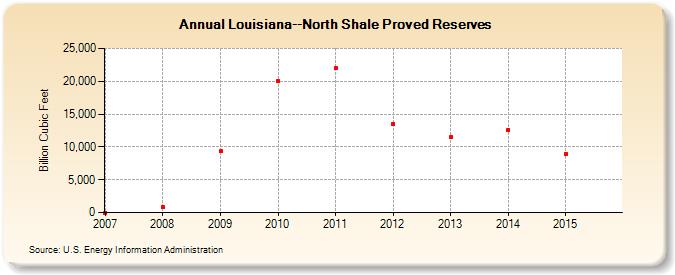 Annual Louisiana--North Shale Proved Reserves
Billion Cubic Feet
25,000
20,000
15,000
10,000
5,000
0
2007 2008 2009 2010 2011 2012 2013 2014 2015
Source: U.S. Energy Information Administration